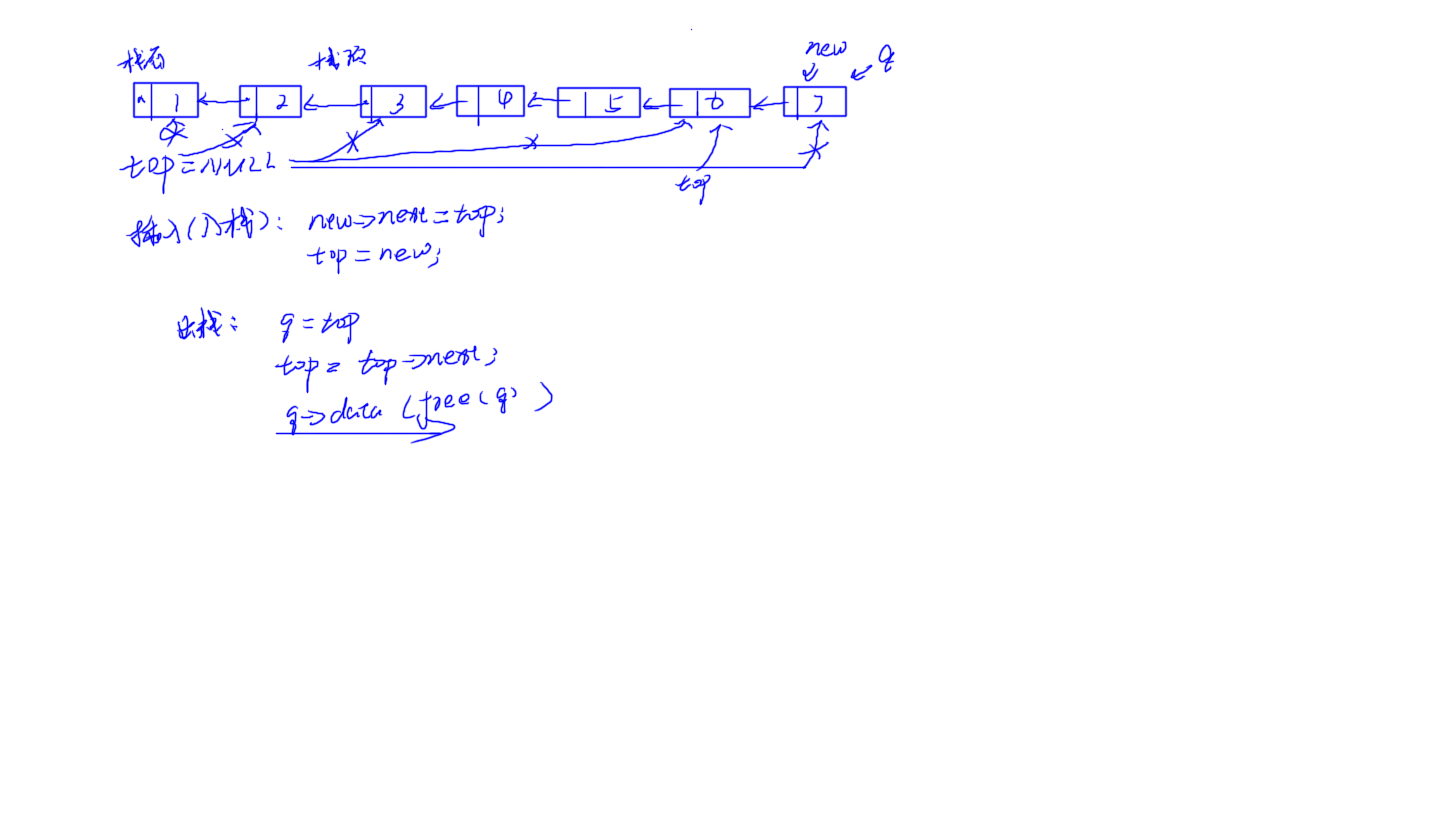 new q
栈底 栈顶
^ 1 2 3 4 5 6 7
top=NULL
top
插入(入栈): new->next=top;
top=new;
出栈: q=top
top= top->next;
q->data (free(q) )